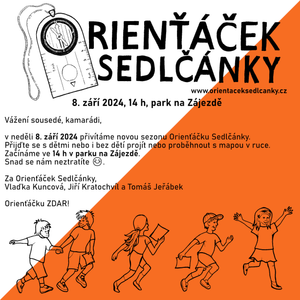 ORIENŤÁČEK
SEDLČÁNKY
www.orientaceksedlcanky.cz
8. září 2024, 14 h, park na Zájezdě
Vážení sousedé, kamarádi,
v neděli 8. září 2024 přivítáme novou sezonu Orienťáčku Sedlčánky.
Přijďte se s dětmi nebo i bez dětí projít nebo proběhnout s mapou v ruce.
Začínáme ve 14 h v parku na Zájezdě.
Snad se nám neztratíte 😊.
Za Orienťáček Sedlčánky,
Vlaďka Kuncová, Jiří Kratochvíl a Tomáš Jeřábek
Orienťáčku ZDAR!